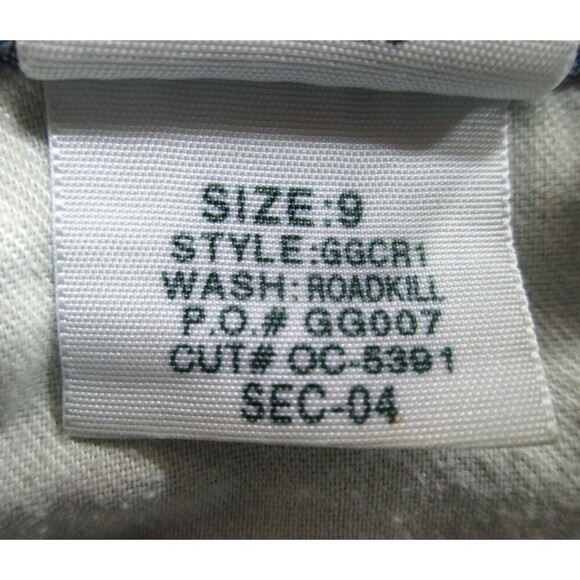 SIZE:9
STYLE:GGCR1
WASH: ROADKILL
P.O.# GG007
CUT# OC-5391
SEC-04